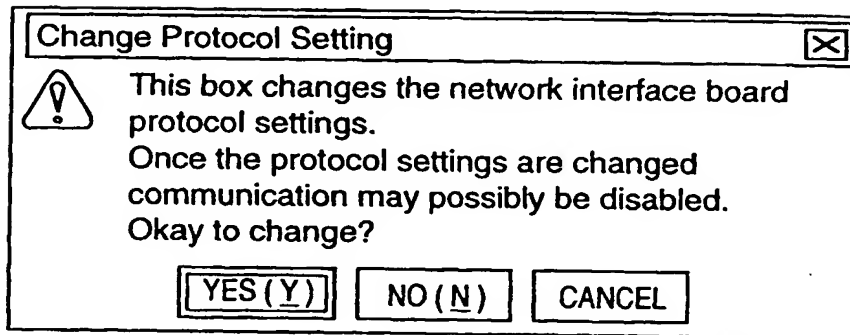 Change Protocol Setting
This box changes the network interface board
protocol settings.
Once the protocol settings are changed
communication may possibly be disabled.
Okay to change?
YES (Y) NO (N) CANCEL